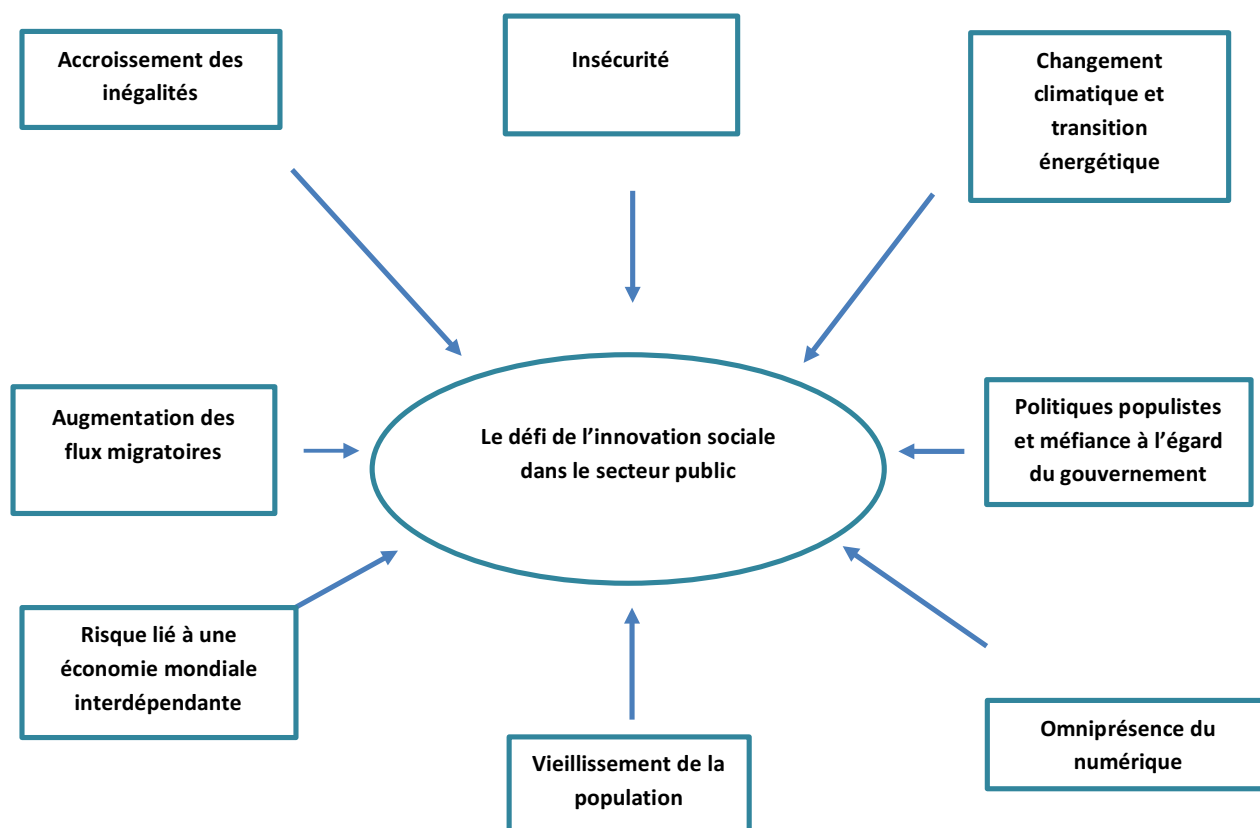 Accroissement des
inégalités
Insécurité
Changement
climatique et
transition
énergétique
Augmentation des
flux migratoires
Le défi de l’innovation sociale
dans le secteur public
Politiques populistes
et méfiance à l’égard
du gouvernement
Risque lié à une
économie mondiale
interdépendante
Vieillissement de la
population
Omniprésence du
numérique